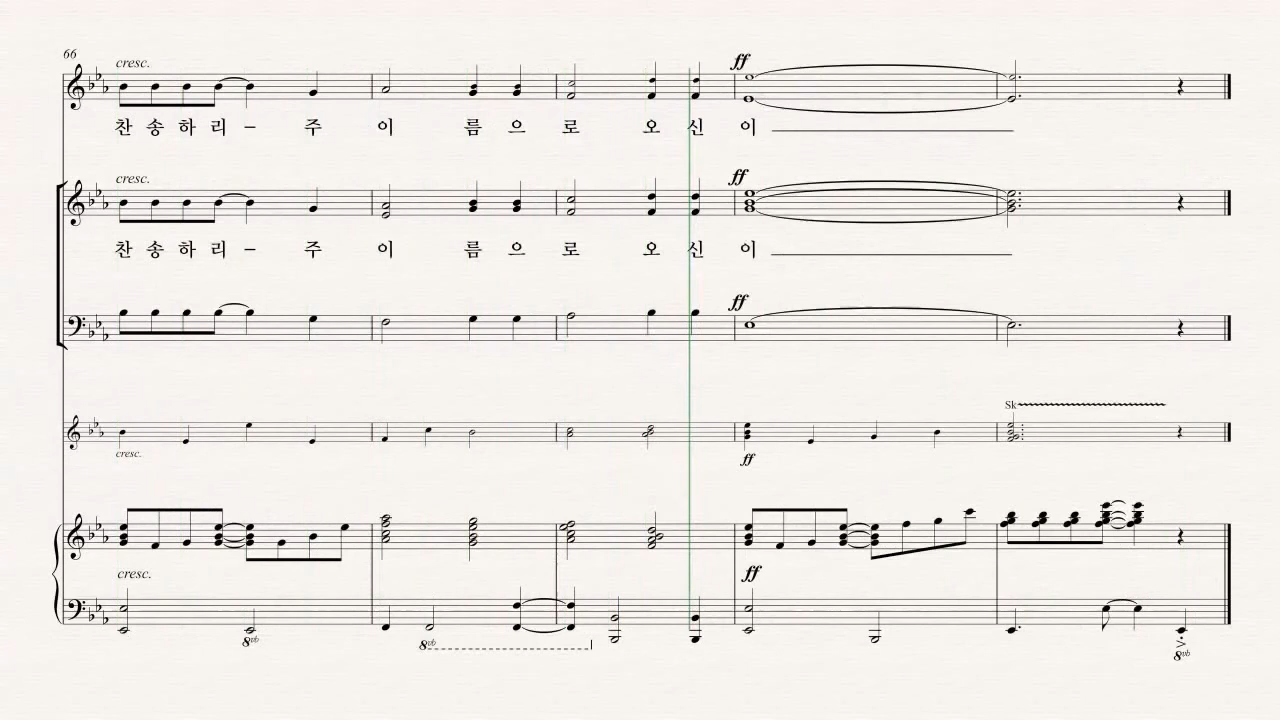 66
cresc.
ff
찬 송 하 리 – 주 이 름 으 로 오 신 이
cresc.
ff
찬 송 하 리 – 주 이 름 으 로 오 신 이
ff
Sk
cresc.
ff
cresc.
ff
8vb
8vb
8vb